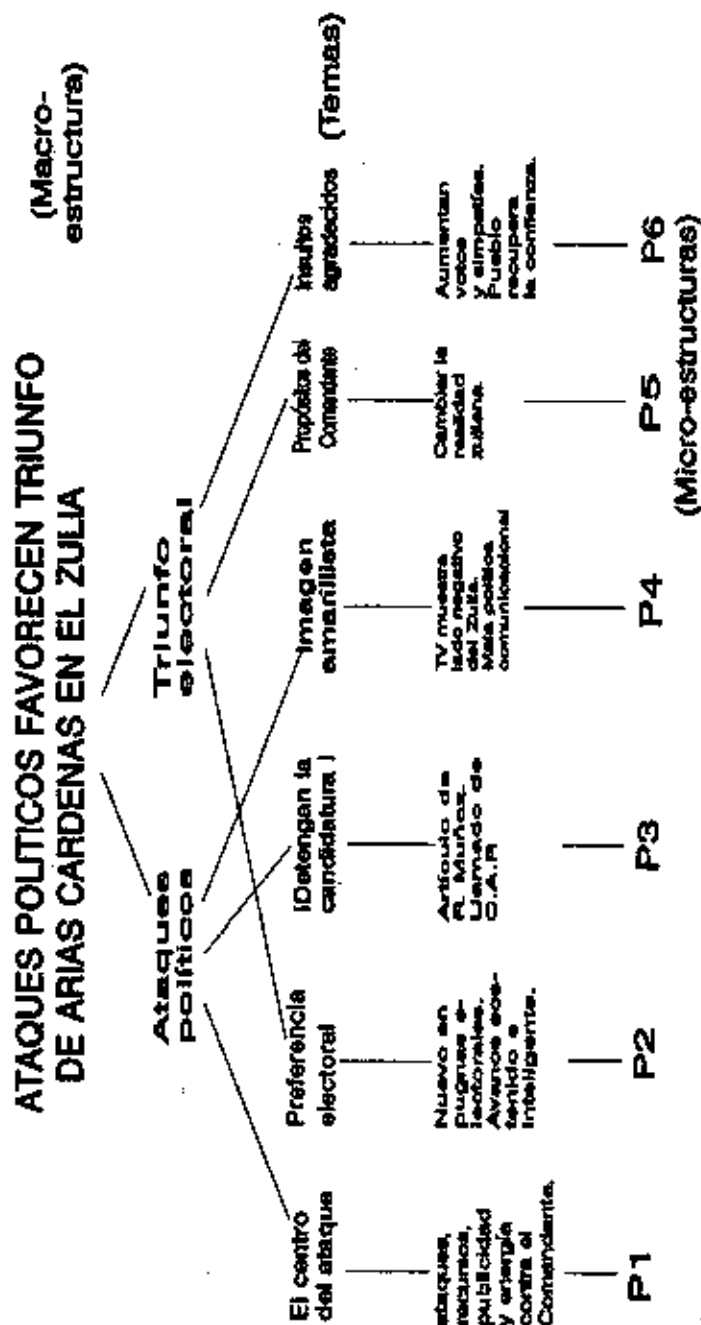 ATAQUES POLITICOS FAVORECEN TRIUNFO
DE ARIAS CARDENAS EN EL ZULIA
(Macro-
estructura)
Ataques
políticos
Triunfo
electoral
(Temas)
El centro
del ataque
Preferencia
electoral
¡Detengan la
candidatura!
Imagen
amarillista
Propósitos del
Comandante
Insultos
agradecidos
ataques,
recursos,
publicidad
y energía
contra el
Comandante.
Nuevo en
pugnas e-
lectorales.
Avance sos-
tenido e
inteligente.
Artículo de
R. Muñoz.
Llamado de
O.A.P.
TV muestra
lado negativo
del Zulia.
Mala política
comunicacional
Cambiar la
realidad
zuliana.
Aumentan
votos
y simpatías.
Pueblo
recupera
la confianza.
P1
P2
P3
P4
P5
P6
(Micro-estructuras)